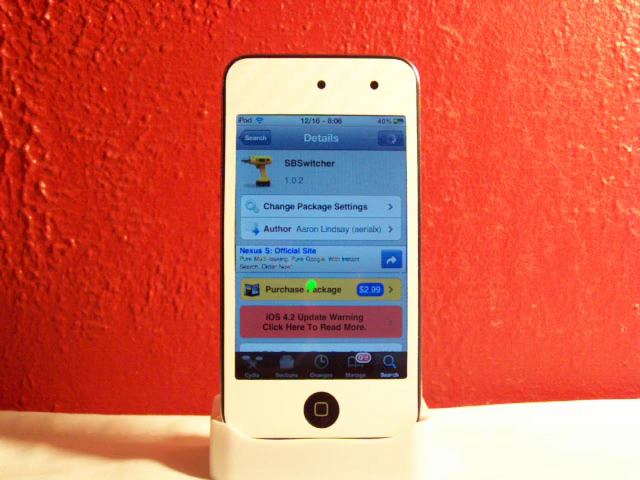 iPod 12/16 - 8:06 40%
Search Details
SBSwitcher
1.0.2
Change Package Settings
Author Aaron Lindsay (aerialx)
Nexus S: Official Site
Pure Multi-tasking. Pure Google. With Instant
Search. Order Now!
Purchase Package $2.99
iOS 4.2 Update Warning
Click Here To Read More.
Cydia Sections Changes Manage Search